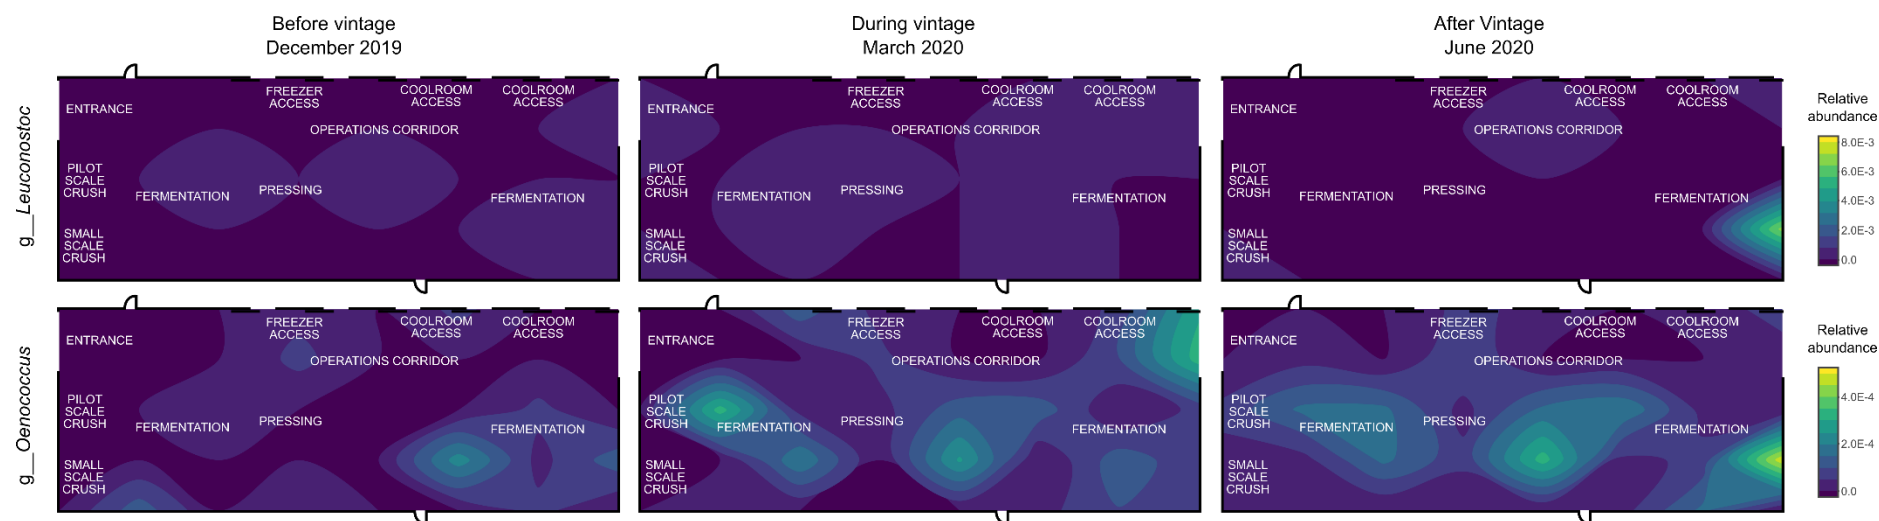 Before vintage
December 2019
During vintage
March 2020
After Vintage
June 2020
g__Leuconostoc
ENTRANCE
FREEZER
ACCESS
COOLROOM
ACCESS
COOLROOM
ACCESS
OPERATIONS CORRIDOR
PILOT
SCALE
CRUSH
FERMENTATION
PRESSING
FERMENTATION
SMALL
SCALE
CRUSH
ENTRANCE
FREEZER
ACCESS
COOLROOM
ACCESS
COOLROOM
ACCESS
OPERATIONS CORRIDOR
PILOT
SCALE
CRUSH
FERMENTATION
PRESSING
FERMENTATION
SMALL
SCALE
CRUSH
ENTRANCE
FREEZER
ACCESS
COOLROOM
ACCESS
COOLROOM
ACCESS
OPERATIONS CORRIDOR
PILOT
SCALE
CRUSH
FERMENTATION
PRESSING
FERMENTATION
SMALL
SCALE
CRUSH
Relative
abundance
8.0E-3
6.0E-3
4.0E-3
2.0E-3
0.0
g__Oenococcus
ENTRANCE
FREEZER
ACCESS
COOLROOM
ACCESS
COOLROOM
ACCESS
OPERATIONS CORRIDOR
PILOT
SCALE
CRUSH
FERMENTATION
PRESSING
FERMENTATION
SMALL
SCALE
CRUSH
ENTRANCE
FREEZER
ACCESS
COOLROOM
ACCESS
COOLROOM
ACCESS
OPERATIONS CORRIDOR
PILOT
SCALE
CRUSH
FERMENTATION
PRESSING
FERMENTATION
SMALL
SCALE
CRUSH
ENTRANCE
FREEZER
ACCESS
COOLROOM
ACCESS
COOLROOM
ACCESS
OPERATIONS CORRIDOR
PILOT
SCALE
CRUSH
FERMENTATION
PRESSING
FERMENTATION
SMALL
SCALE
CRUSH
Relative
abundance
4.0E-4
2.0E-4
0.0